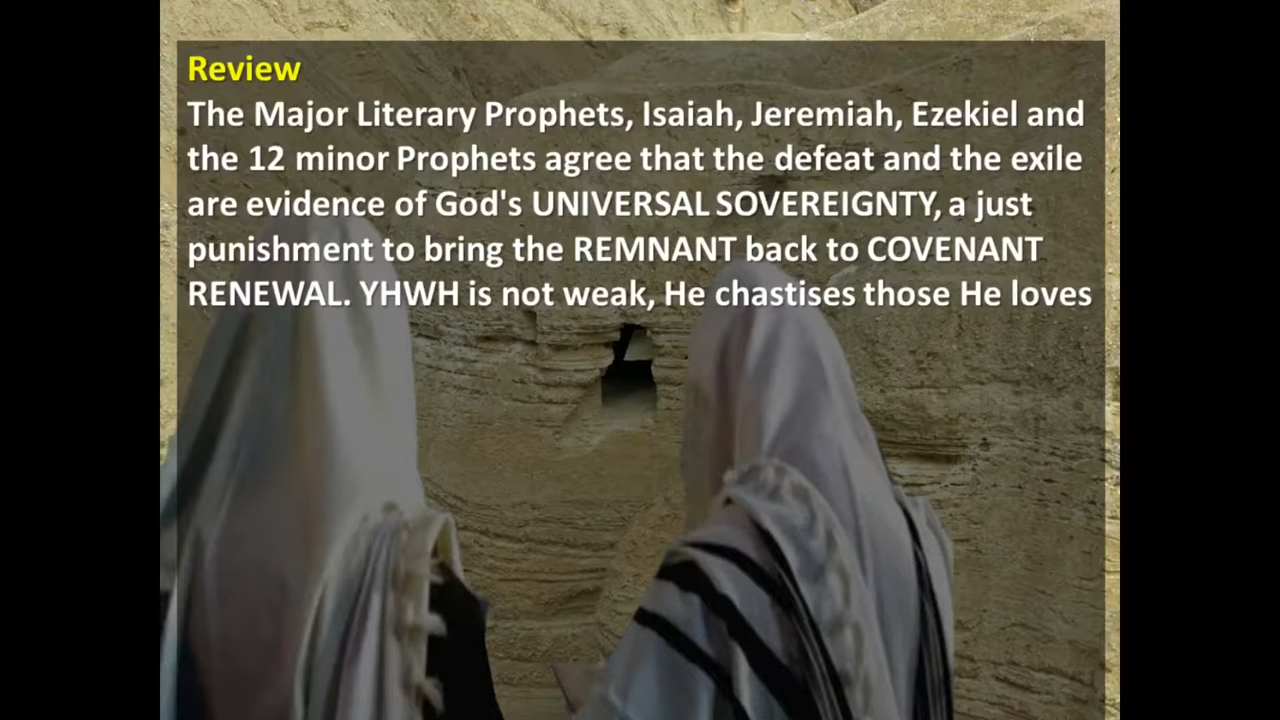 Review
The Major Literary Prophets, Isaiah, Jeremiah, Ezekiel and
the 12 minor Prophets agree that the defeat and the exile
are evidence of God's UNIVERSAL SOVEREIGNTY, a just
punishment to bring the REMNANT back to COVENANT
RENEWAL. YHWH is not weak, He chastises those He loves